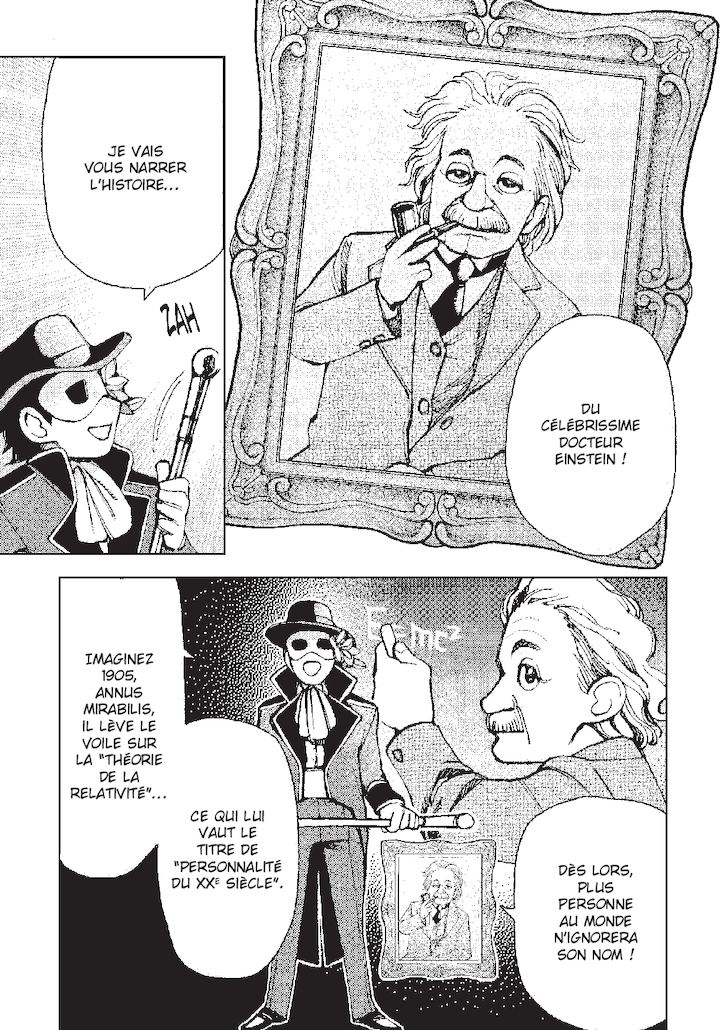 JE VAIS
VOUS NARRER
L'HISTOIRE...
ZAH
DU
CÉLÉBRISSIME
DOCTEUR
EINSTEIN !
E=mc²
IMAGINEZ
1905,
ANNUS
MIRABILIS,
IL LÈVE LE
VOILE SUR
LA "THÉORIE
DE LA
RELATIVITÉ"...
CE QUI LUI
VAUT LE
TITRE DE
"PERSONNALITÉ
DU XXᴱ SIÈCLE".
DÈS LORS,
PLUS
PERSONNE
AU MONDE
N'IGNORERA
SON NOM !